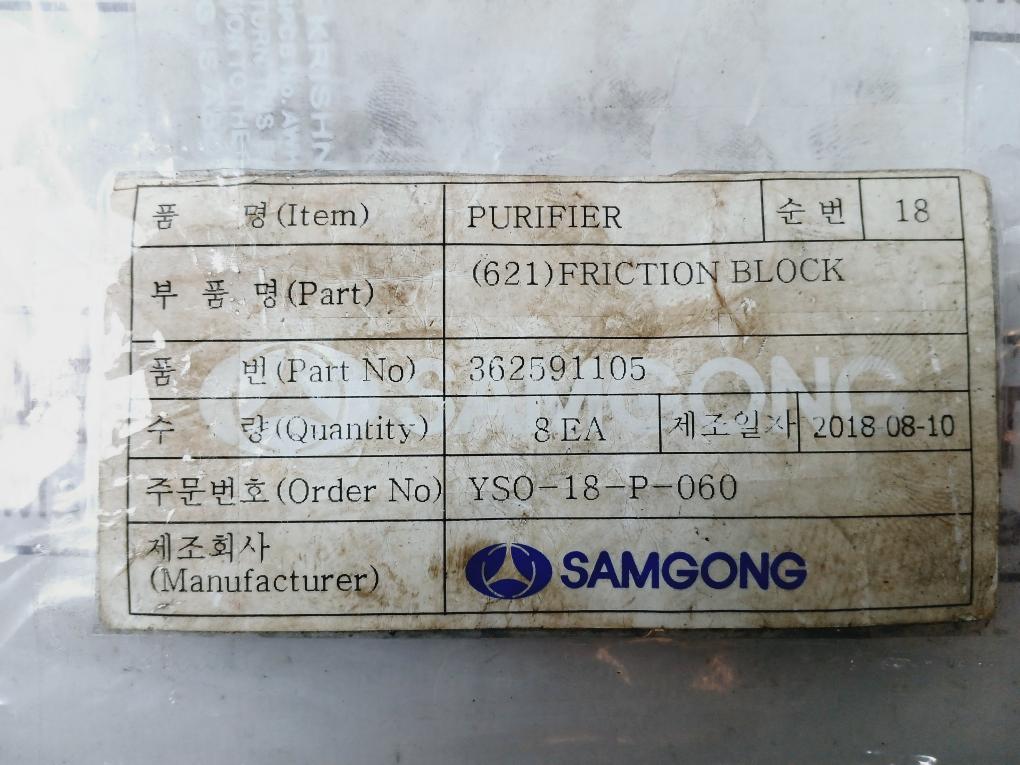 품 명(Item) PURIFIER 순 번 18
부 품 명(Part) (621)FRICTION BLOCK
품 번(Part No) 362591105
수 량(Quantity) 8 EA 제조일자 2018-08-10
주문번호(Order No) YSO-18-P-060
제조회사
(Manufacturer) SAMGONG
SAMGONG